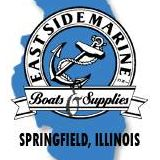 EAST SIDE MARINE
Boats & Supplies
SPRINGFIELD, ILLINOIS